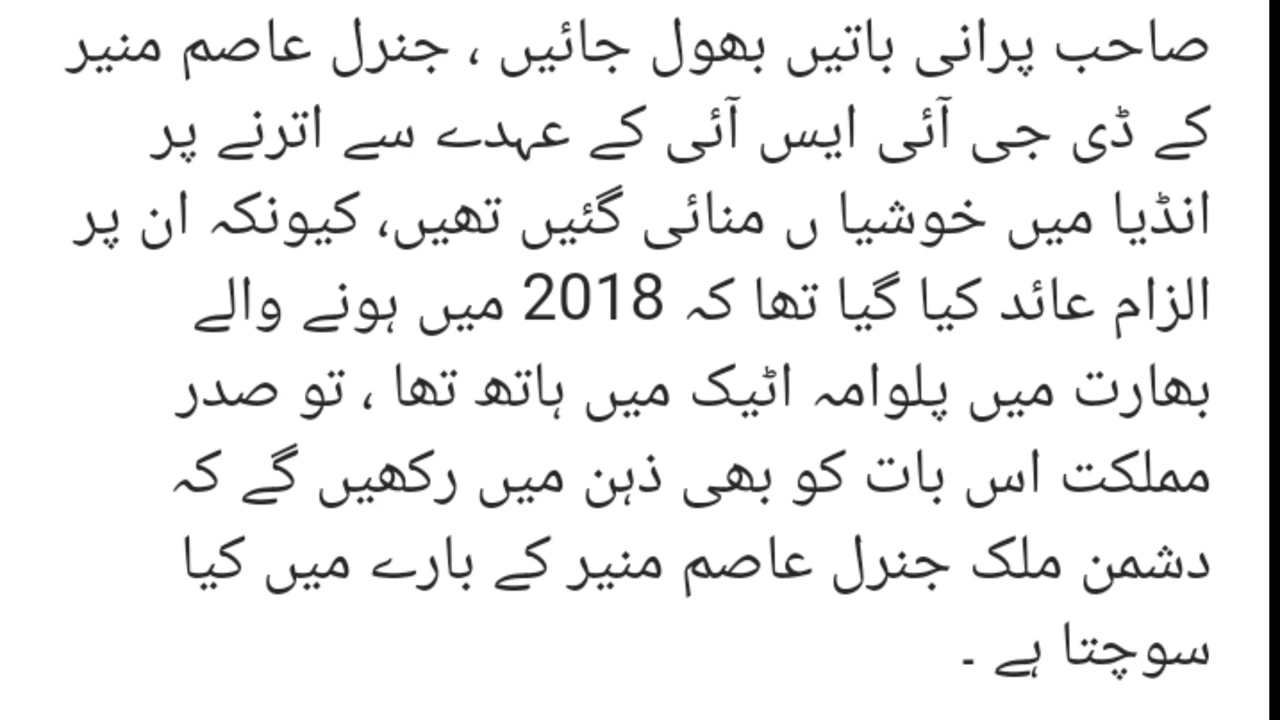 صاحب پرانی باتیں بھول جائیں ، جنرل عاصم منیر
کے ڈی جی آئی ایس آئی کے عہدے سے اترنے پر
انڈیا میں خوشیا ں منائی گئیں تھیں، کیونکہ ان پر
الزام عائد کیا گیا تھا کہ 2018 میں ہونے والے
بھارت میں پلوامہ اٹیک میں ہاتھ تھا ، تو صدر
مملکت اس بات کو بھی ذہن میں رکھیں گے کہ
دشمن ملک جنرل عاصم منیر کے بارے میں کیا
سوچتا ہے ۔